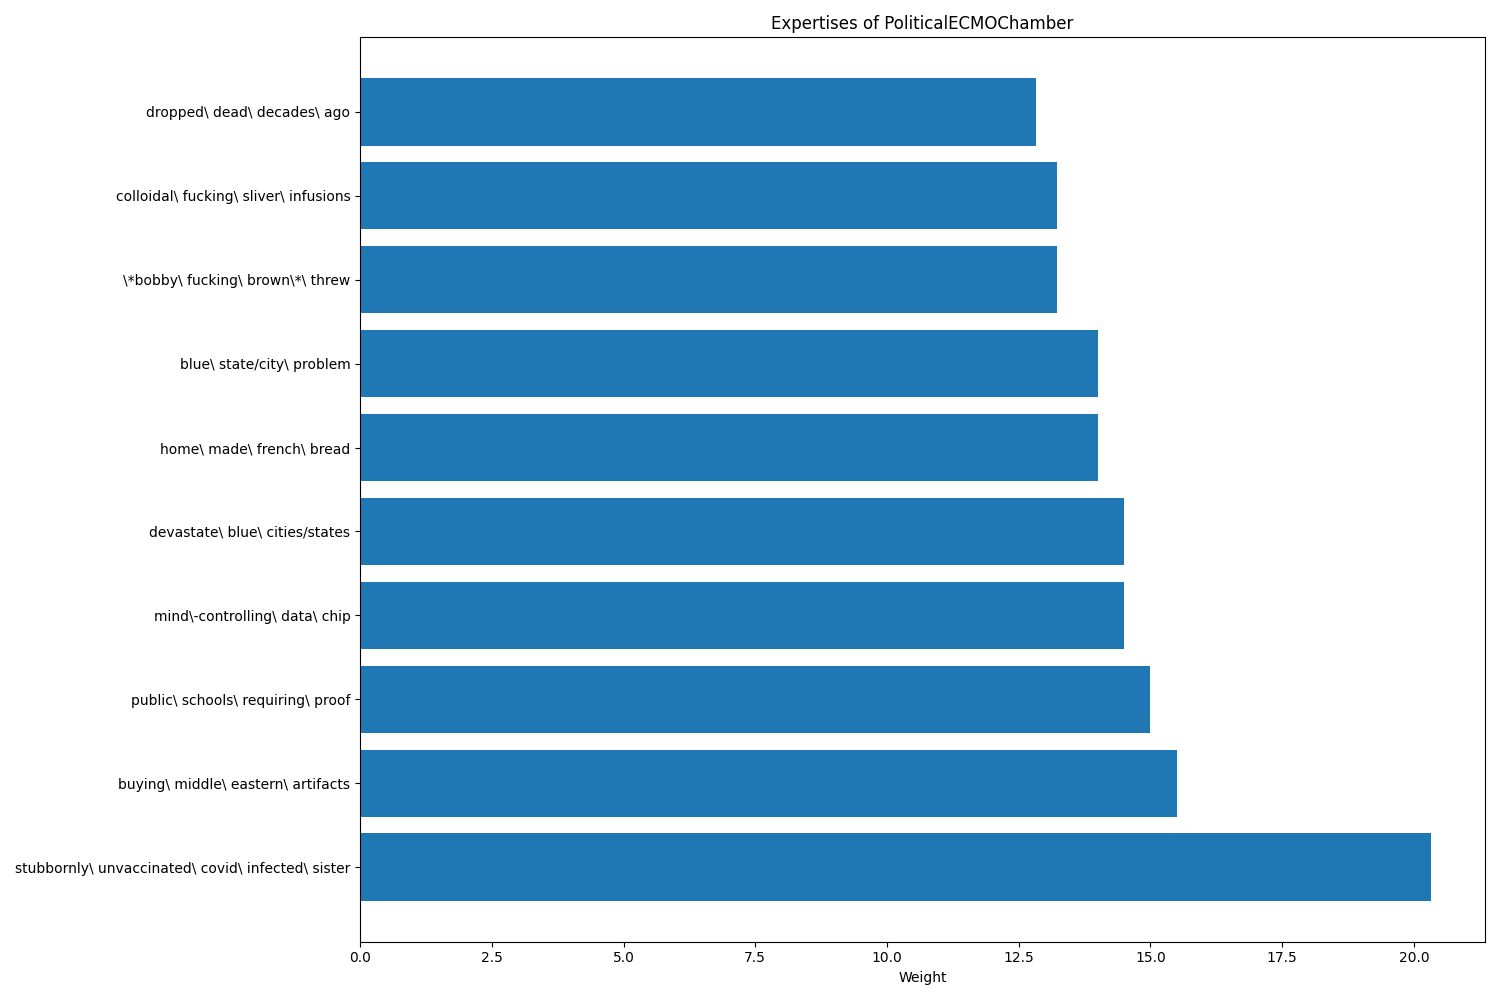 Expertises of PoliticalECMOChamber
dropped\ dead\ decades\ ago
colloidal\ fucking\ sliver\ infusions
\*bobby\ fucking\ brown\*\ threw
blue\ state/city\ problem
home\ made\ french\ bread
devastate\ blue\ cities/states
mind\-controlling\ data\ chip
public\ schools\ requiring\ proof
buying\ middle\ eastern\ artifacts
stubbornly\ unvaccinated\ covid\ infected\ sister
0.0 2.5 5.0 7.5 10.0 12.5 15.0 17.5 20.0
Weight